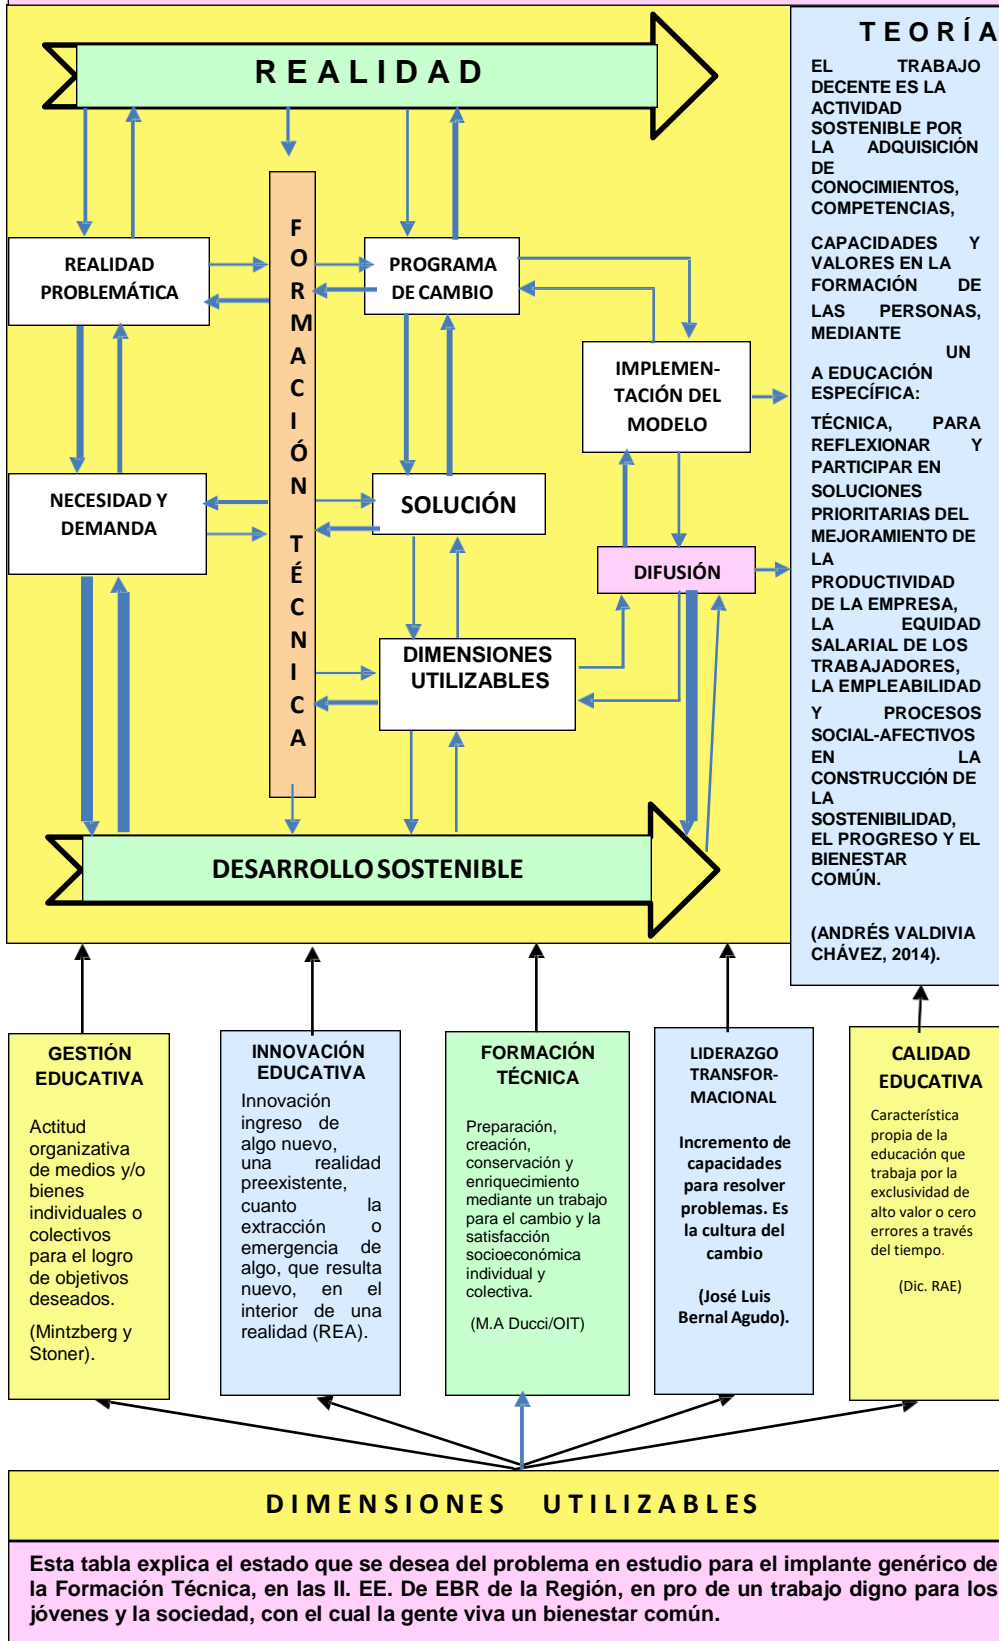 REALIDAD
TEORÍA
EL TRABAJO
DECENTE ES LA
ACTIVIDAD
SOSTENIBLE POR
LA ADQUISICIÓN
DE
CONOCIMIENTOS,
COMPETENCIAS,
CAPACIDADES Y
VALORES EN LA
FORMACIÓN DE
LAS PERSONAS,
MEDIANTE
UN
A EDUCACIÓN
ESPECÍFICA:
TÉCNICA, PARA
REFLEXIONAR Y
PARTICIPAR EN
SOLUCIONES
PRIORITARIAS DEL
MEJORAMIENTO DE
LA
PRODUCTIVIDAD
DE LA EMPRESA,
LA EQUIDAD
SALARIAL DE LOS
TRABAJADORES,
LA EMPLEABILIDAD
Y PROCESOS
SOCIAL-AFECTIVOS
EN LA
CONSTRUCCIÓN DE
LA
SOSTENIBILIDAD,
EL PROGRESO Y EL
BIENESTAR
COMÚN.
(ANDRÉS VALDIVIA
CHÁVEZ, 2014).
FORMACIÓN TÉCNICA
REALIDAD
PROBLEMÁTICA
PROGRAMA
DE CAMBIO
IMPLEMEN-
TACIÓN DEL
MODELO
NECESIDAD Y
DEMANDA
SOLUCIÓN
DIFUSIÓN
DIMENSIONES
UTILIZABLES
DESARROLLO SOSTENIBLE
GESTIÓN
EDUCATIVA
Actitud
organizativa
de medios y/o
bienes
individuales o
colectivos
para el logro
de objetivos
deseados.
(Mintzberg y
Stoner).
INNOVACIÓN
EDUCATIVA
Innovación
ingreso de
algo nuevo,
una realidad
preexistente,
cuanto la
extracción o
emergencia de
algo, que resulta
nuevo, en el
interior de una
realidad (REA).
FORMACIÓN
TÉCNICA
Preparación,
creación,
conservación y
enriquecimiento
mediante un trabajo
para el cambio y la
satisfacción
socioeconómica
individual y
colectiva.
(M.A Ducci/OIT)
LIDERAZGO
TRANSFOR-
MACIONAL
Incremento de
capacidades
para resolver
problemas. Es
la cultura del
cambio
(José Luis
Bernal Agudo).
CALIDAD
EDUCATIVA
Característica
propia de la
educación que
trabaja por la
exclusividad de
alto valor o cero
errores a través
del tiempo.
(Dic. RAE)
DIMENSIONES UTILIZABLES
Esta tabla explica el estado que se desea del problema en estudio para el implante genérico de
la Formación Técnica, en las II. EE. De EBR de la Región, en pro de un trabajo digno para los
jóvenes y la sociedad, con el cual la gente viva un bienestar común.